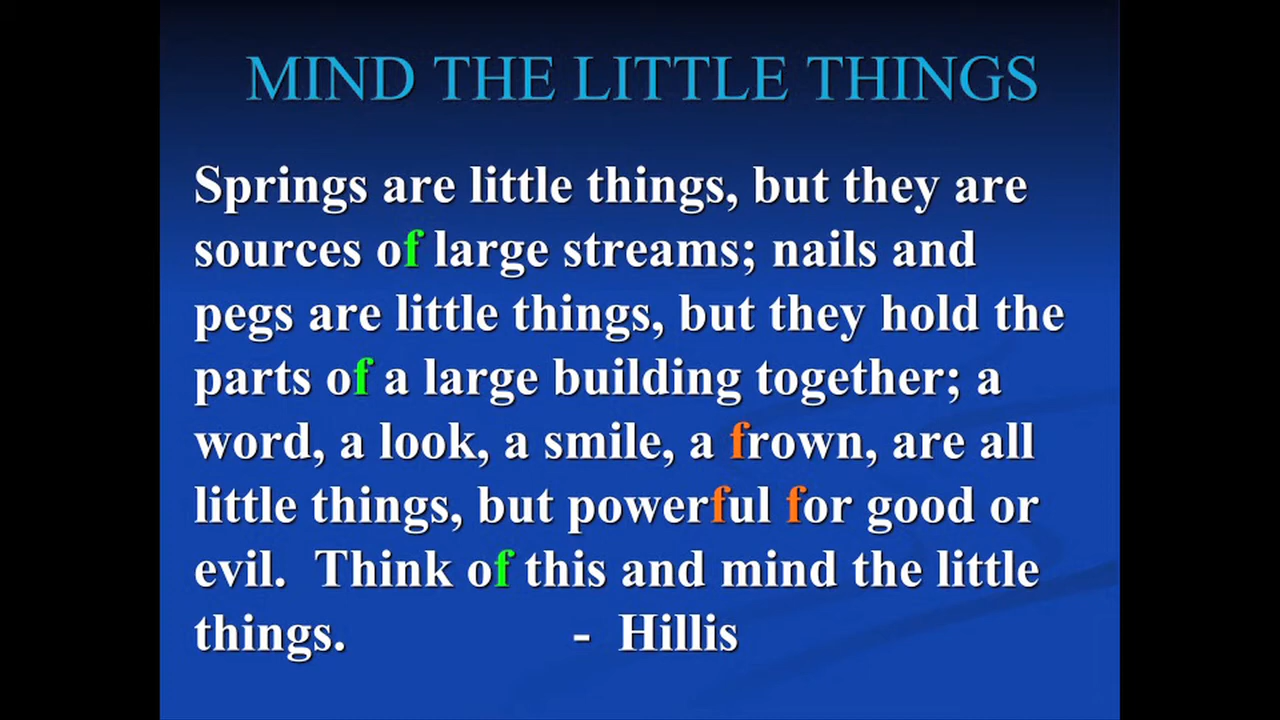 MIND THE LITTLE THINGS
Springs are little things, but they are
sources of large streams; nails and
pegs are little things, but they hold the
parts of a large building together; a
word, a look, a smile, a frown, are all
little things, but powerful for good or
evil.  Think of this and mind the little
things.                - Hillis